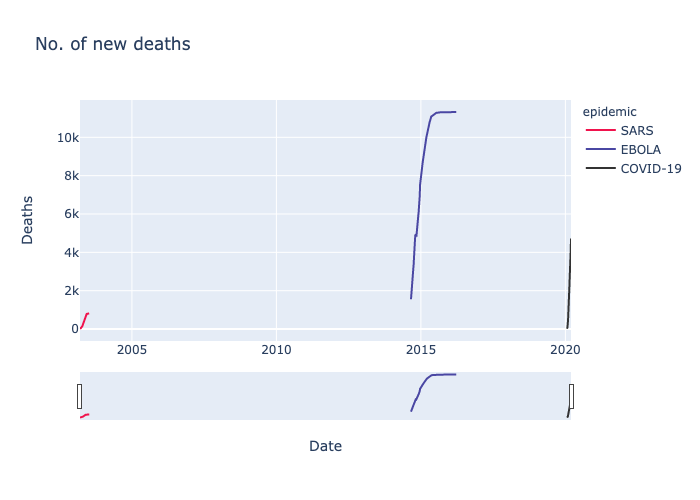 No. of new deaths
epidemic
SARS
EBOLA
COVID-19
Deaths
10k
8k
6k
4k
2k
0
2005 2010 2015 2020
Date